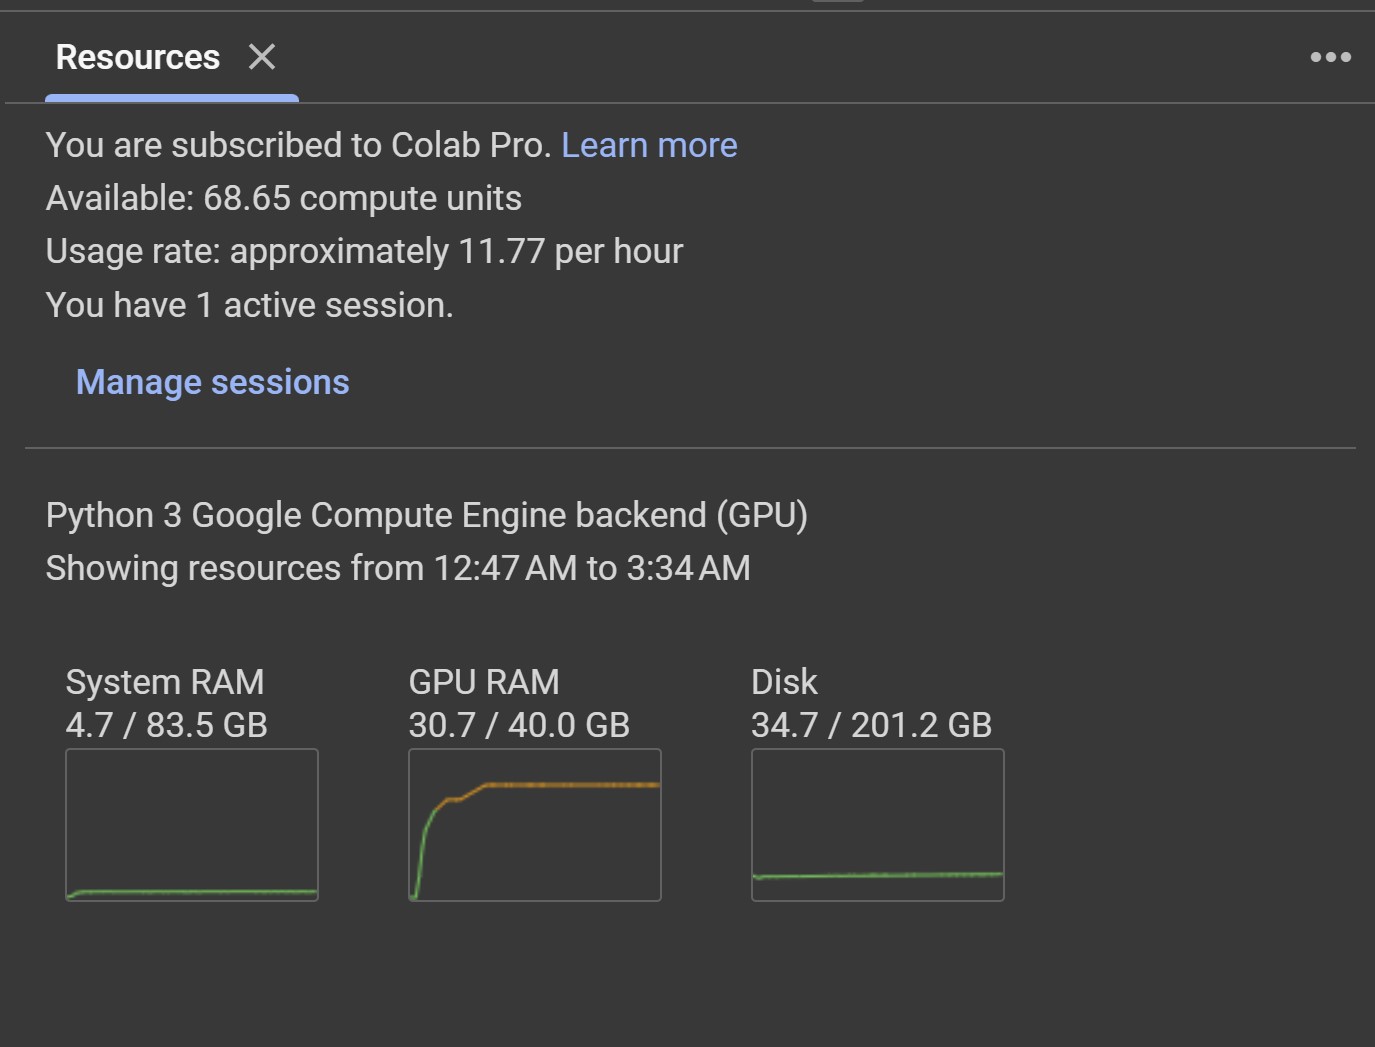 Resources
You are subscribed to Colab Pro. Learn more
Available: 68.65 compute units
Usage rate: approximately 11.77 per hour
You have 1 active session.
Manage sessions
Python 3 Google Compute Engine backend (GPU)
Showing resources from 12:47 AM to 3:34 AM
System RAM
4.7 / 83.5 GB
GPU RAM
30.7 / 40.0 GB
Disk
34.7 / 201.2 GB